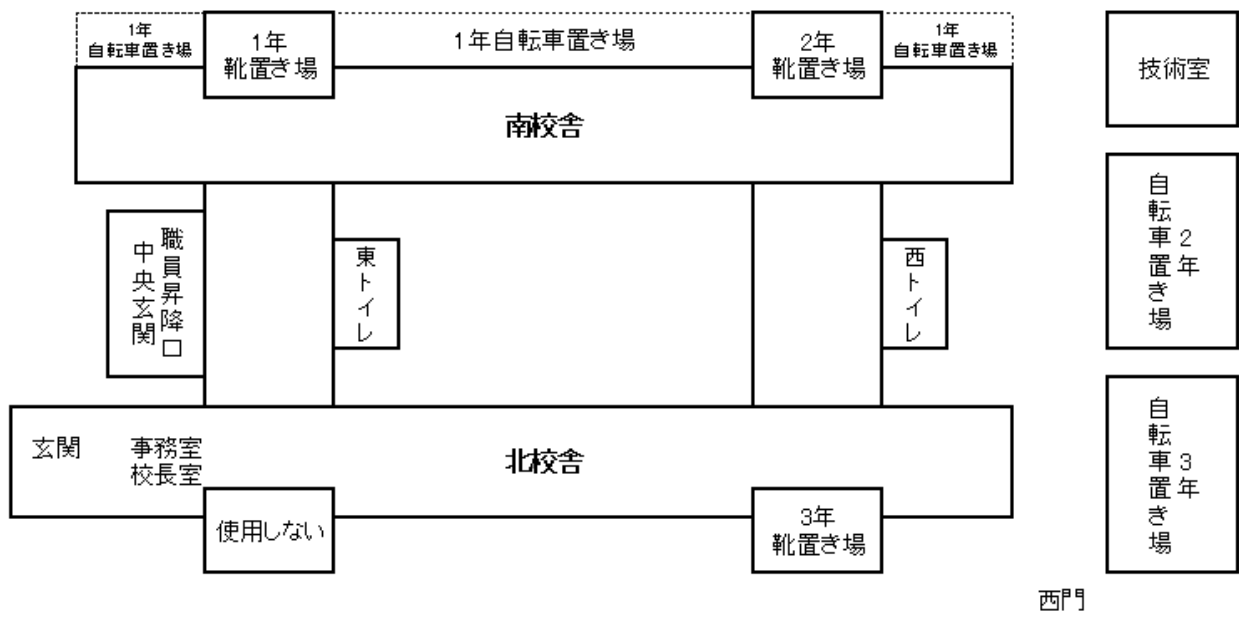 1年
自転車置き場
1年
靴置き場
1年自転車置き場
2年
靴置き場
1年
自転車置き場
技術室
南校舎
職員昇降口
中央玄関
東トイレ
西トイレ
2年
自転車置き場
玄関
事務室
校長室
北校舎
3年
自転車置き場
使用しない
3年
靴置き場
西門